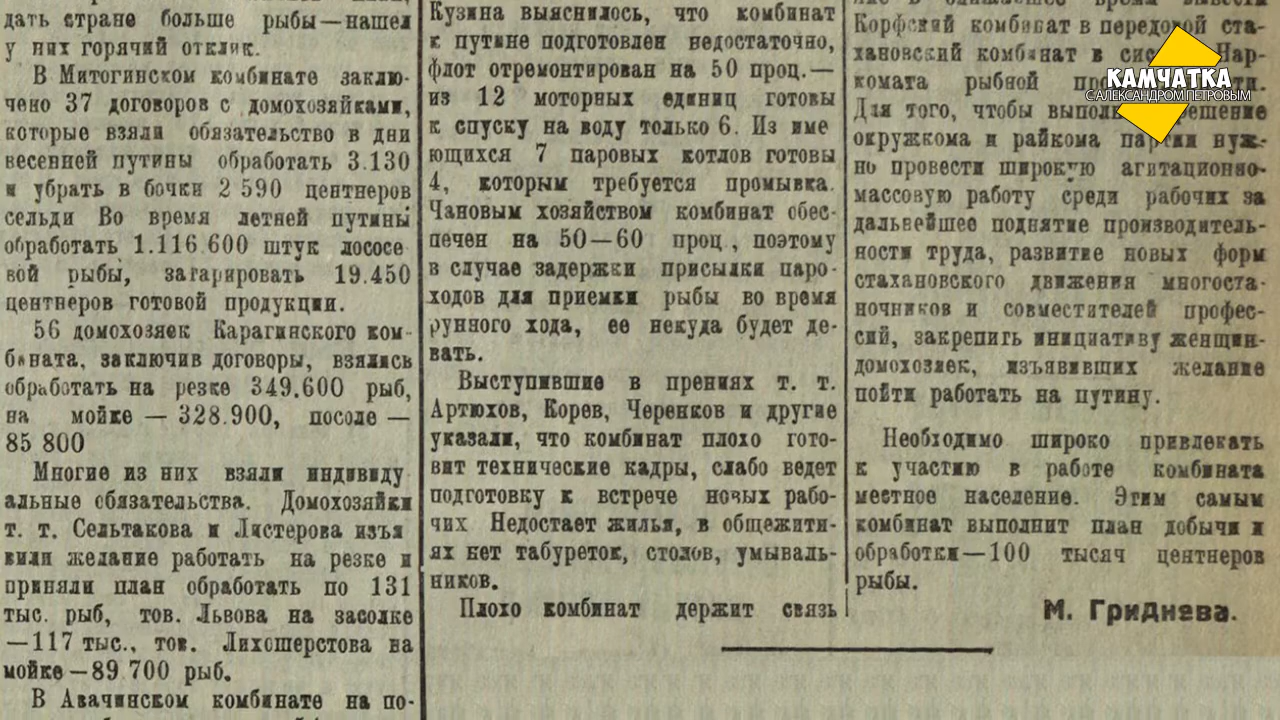 дать стране больше рыбы—нашел
у них горячий отклик.
В Митогинском комбинате заклю-
чено 37 договоров с домохозяйками,
которые взяли обязательство в дни
весенней путины обработать 3.130
и убрать в бочки 2 590 центнеров
сельди Во время летней путины
обработать 1.116.600 штук лососе
вой рыбы, загарировать 19.450
центнеров готовой продукции.
56 домохозяек Карагинского ком-
бината, заключив договоры, взялись
обработать на резке 349.600 рыб,
на мойке — 328.900, посоле —
85 800
Многие из них взяли индивиду
альные обязательства. Домохозяйки
т. т. Сельтакова и Листерова изъя
вили желание работать на резке и
приняли план обработать по 131
тыс. рыб, тов. Львова на засолке
—117 тыс., тов. Лихошерстова на
мойке—89 700 рыб.
В Авачинском комбинате на по-
Кузина выяснилось, что комбинат
к путине подготовлен недостаточно,
флот отремонтирован на 50 проц.—
из 12 моторных единиц готовы
к спуску на воду только 6. Из име
ющихся 7 паровых котлов готовы
4, которым требуется промывка.
Чановым хозяйством комбинат обес-
печен на 50—60 проц., поэтому
в случае задержки присылки паро-
ходов для приемки рыбы во время
рунного хода, ее некуда будет де-
вать.
Выступившие в прениях т. т.
Артюхов, Корев, Черенков и другие
указали, что комбинат плохо гото-
вит технические кадры, слабо ведет
подготовку к встрече новых рабо-
чих Недостает жилья, в общежити-
ях нет табуреток, столов, умываль-
ников.
Плохо комбинат держит связь
Корфский комбинат в передовой ста-
хановский комбинат в Нар-
комата рыбной
Для того, чтобы решение
окружкома и райкома партии нуж-
но провести широкую агитационно-
массовую работу среди рабочих за
дальнейшее поднятие производитель-
ности труда, развитие новых форм
стахановского движения многоста-
ночников и совместителей профес-
сий, закрепить инициативу женщин-
домохозяек, изъявивших желание
пойти работать на путину.
Необходимо широко привлекать
к участию в работе комбината
местное население. Этим самым
комбинат выполнит план добычи и
обработки—100 тысяч центнеров
рыбы.
М. Гриднева.
КАМЧАТКА
С АЛЕКСАНДРОМ ПЕТРОВЫМ